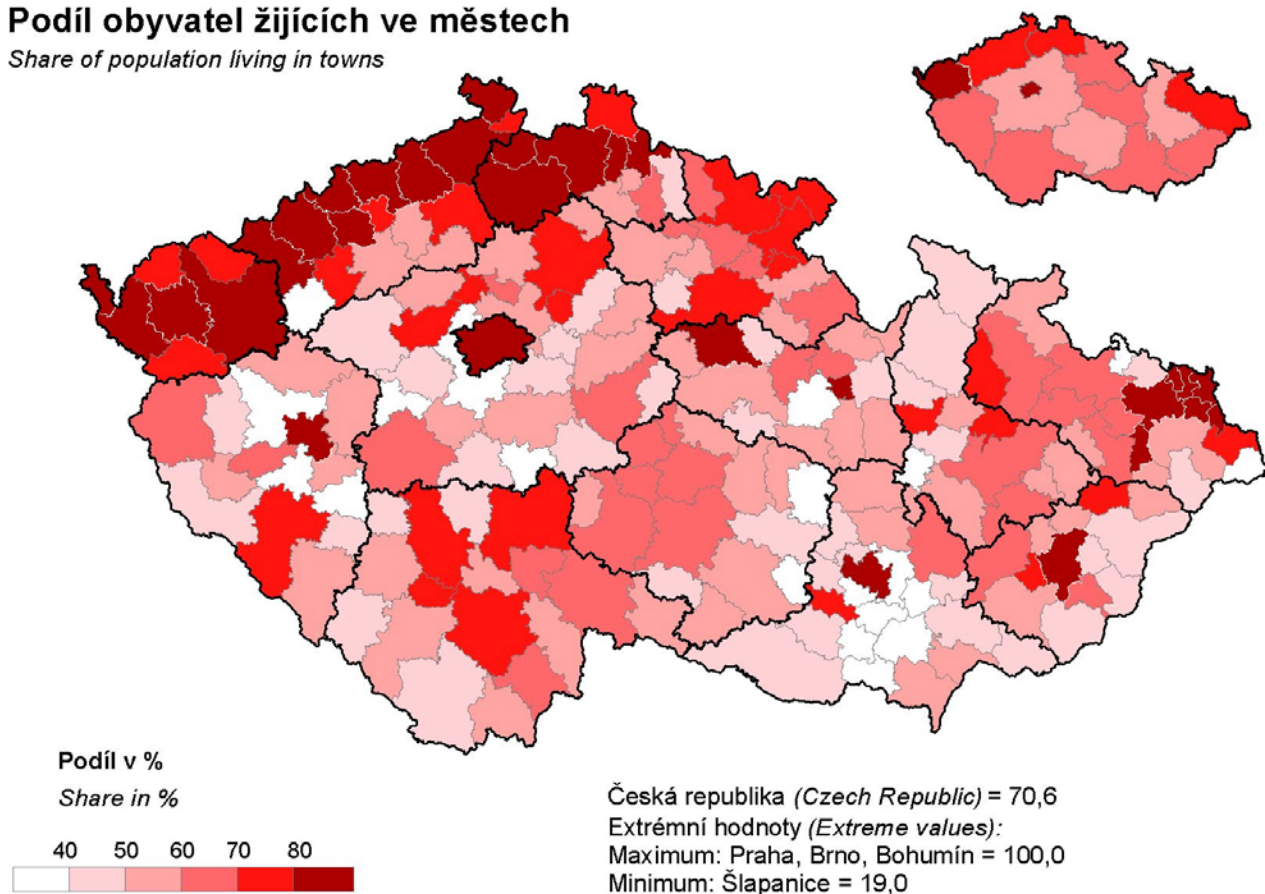 Podíl obyvatel žijících ve městech
Share of population living in towns
Podíl v %
Share in %
40 50 60 70 80
Česká republika (Czech Republic) = 70,6
Extrémní hodnoty (Extreme values):
Maximum: Praha, Brno, Bohumín = 100,0
Minimum: Šlapanice = 19,0